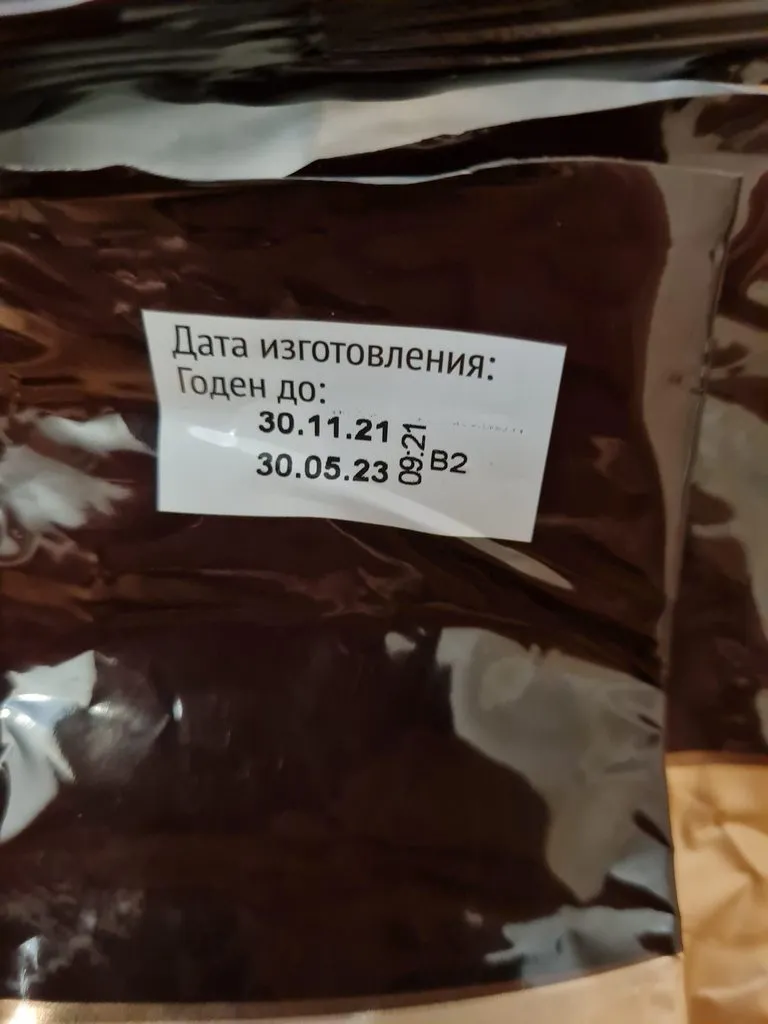 Дата изготовления:
Годен до:
30.11.21
30.05.23
09:21
B2